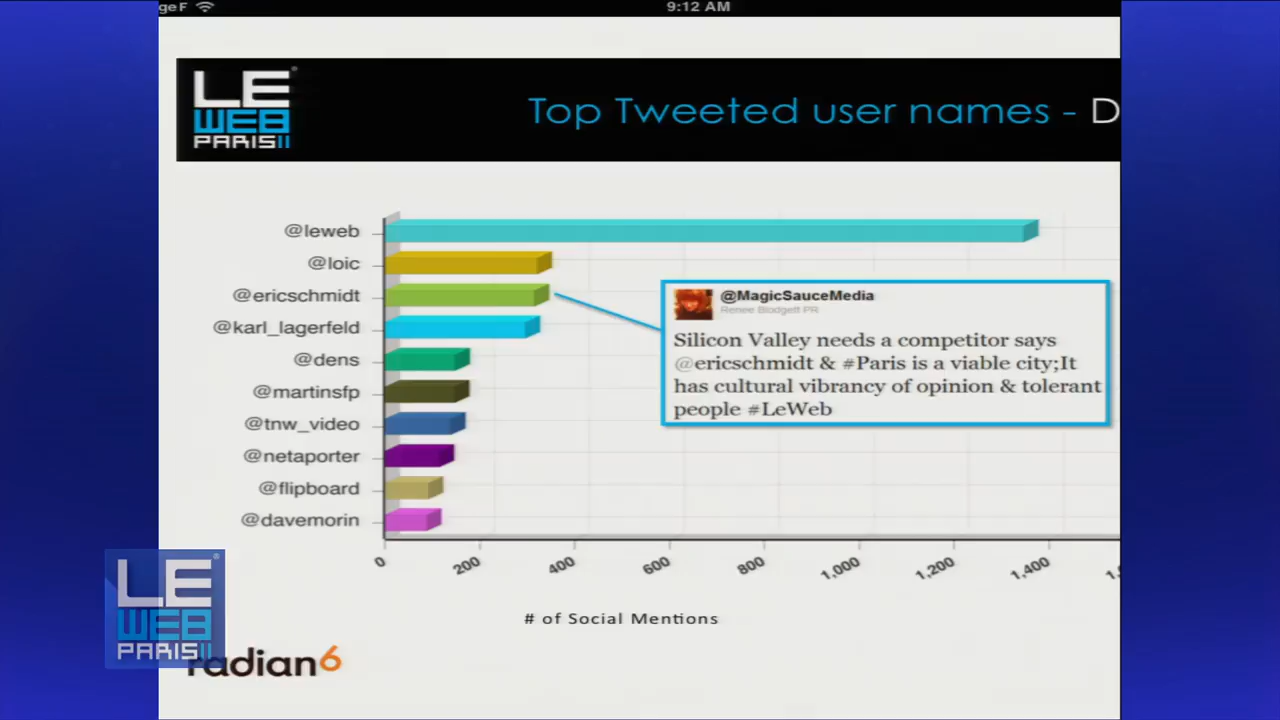 geF 9:12 AM
LE
WEB
PARIS11
Top Tweeted user names - D
@leweb
@loic
@ericschmidt
@karl_lagerfeld
@dens
@martinsfp
@tnw_video
@netaporter
@flipboard
@davemorin
@MagicSauceMedia
Renee Blodgett PR
Silicon Valley needs a competitor says
@ericschmidt & #Paris is a viable city;It
has cultural vibrancy of opinion & tolerant
people #LeWeb
0 200 400 600 800 1,000 1,200 1,400
# of Social Mentions
LE
WEB
PARIS11
radian6